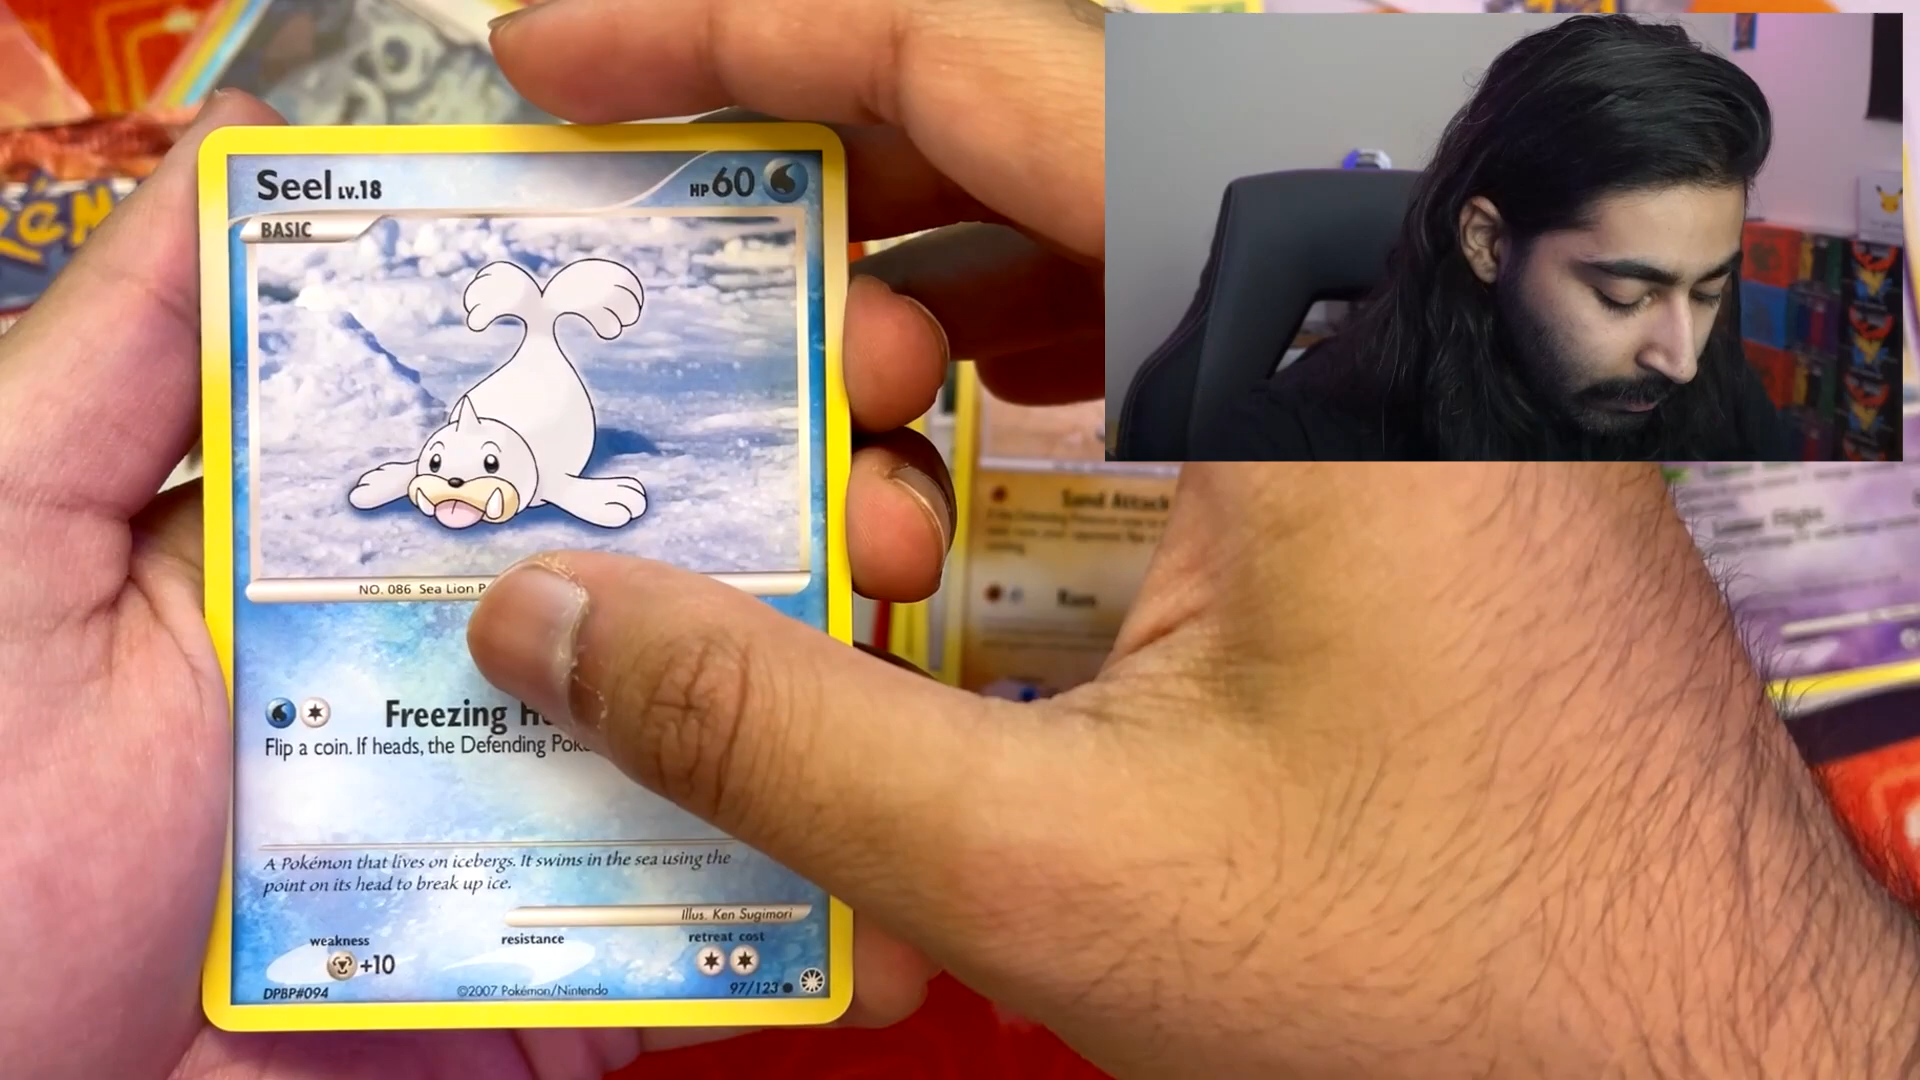 Seel LV.18
HP 60
BASIC
NO. 086 Sea Lion
Freezing
Flip a coin. If heads, the Defending
A Pokémon that lives on icebergs. It swims in the sea using the
point on its head to break up ice.
Illus. Ken Sugimori
weakness resistance retreat cost
+10
DPBP#094 ©2007 Pokémon/Nintendo 97/123
Sand Attack
Ram